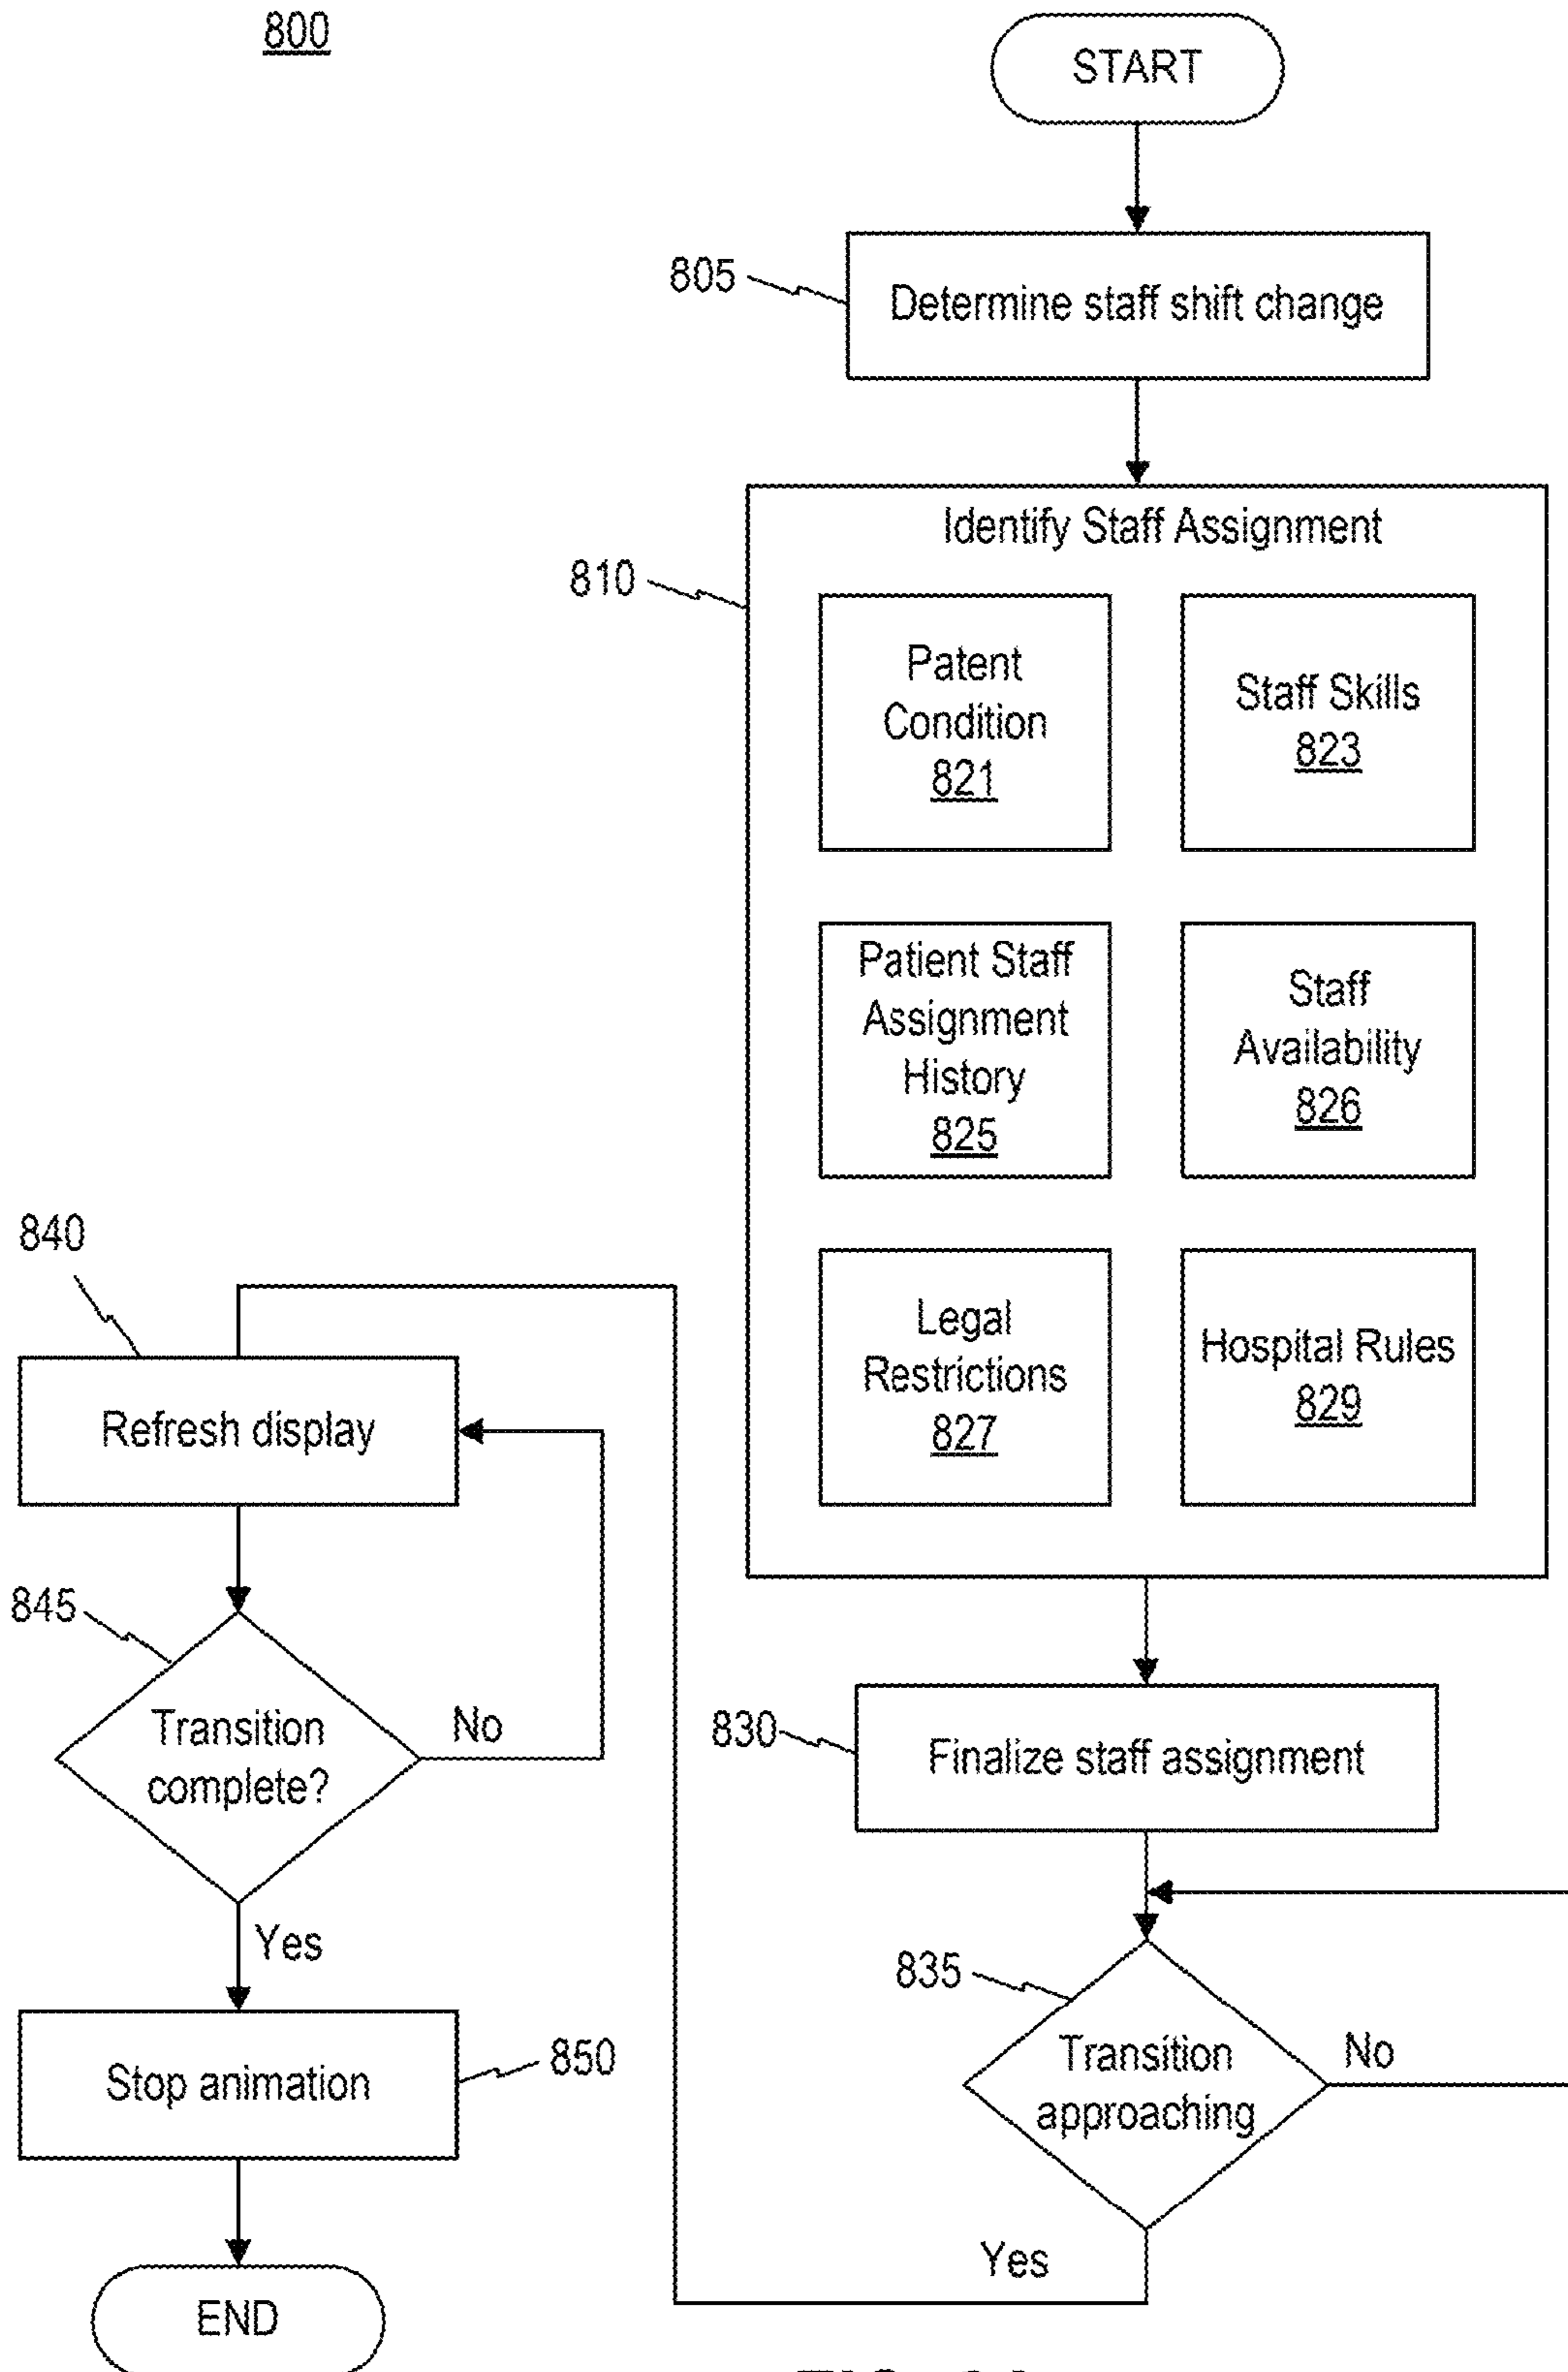 800
START
805
Determine staff shift change
810
Identify Staff Assignment
Patent
Condition
821
Staff Skills
823
Patient Staff
Assignment
History
825
Staff
Availability
826
Legal
Restrictions
827
Hospital Rules
829
830
Finalize staff assignment
835
Transition
approaching
No
Yes
840
Refresh display
845
Transition
complete?
No
Yes
Stop animation
850
END